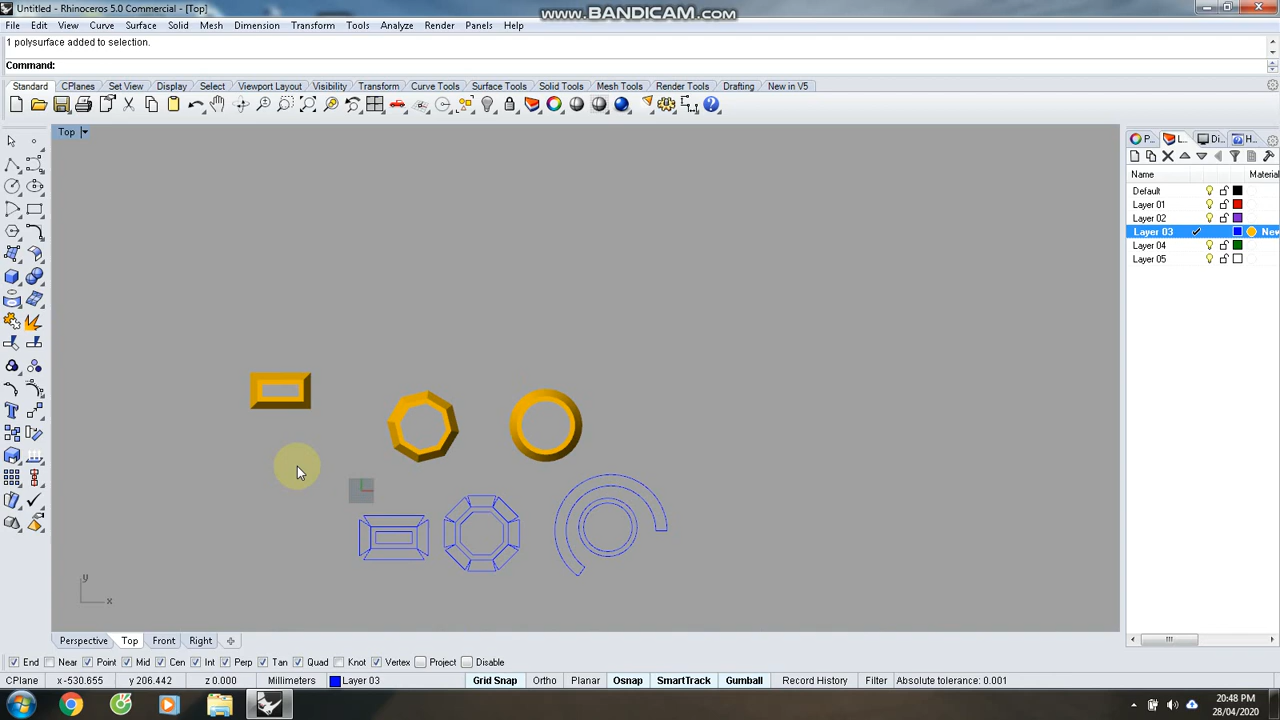 Untitled - Rhinoceros 5.0 Commercial - [Top]
www.BANDICAM.com
File Edit View Curve Surface Solid Mesh Dimension Transform Tools Analyze Render Panels Help
1 polysurface added to selection.
Command:
Standard CPlanes Set View Display Select Viewport Layout Visibility Transform Curve Tools Surface Tools Solid Tools Mesh Tools Render Tools Drafting New in V5
Top
P... L... Di... H...
Name Material
Default
Layer 01
Layer 02
Layer 03 New
Layer 04
Layer 05
y
x
Perspective Top Front Right
End Near Point Mid Cen Int Perp Tan Quad Knot Vertex Project Disable
CPlane x -530.655 y 206.442 z 0.000 Millimeters Layer 03 Grid Snap Ortho Planar Osnap SmartTrack Gumball Record History Filter Absolute tolerance: 0.001
20:48 PM
28/04/2020